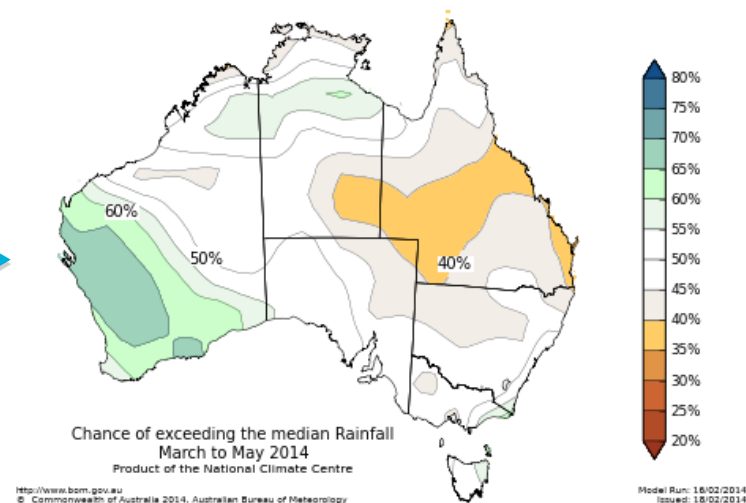 80%
75%
70%
65%
60%
60%
55%
50%
50%
45%
40%
40%
35%
30%
25%
20%
Chance of exceeding the median Rainfall
March to May 2014
Product of the National Climate Centre
http://www.bom.gov.au
© Commonwealth of Australia 2014, Australian Bureau of Meteorology
Model Run: 16/02/2014
Issued: 18/02/2014